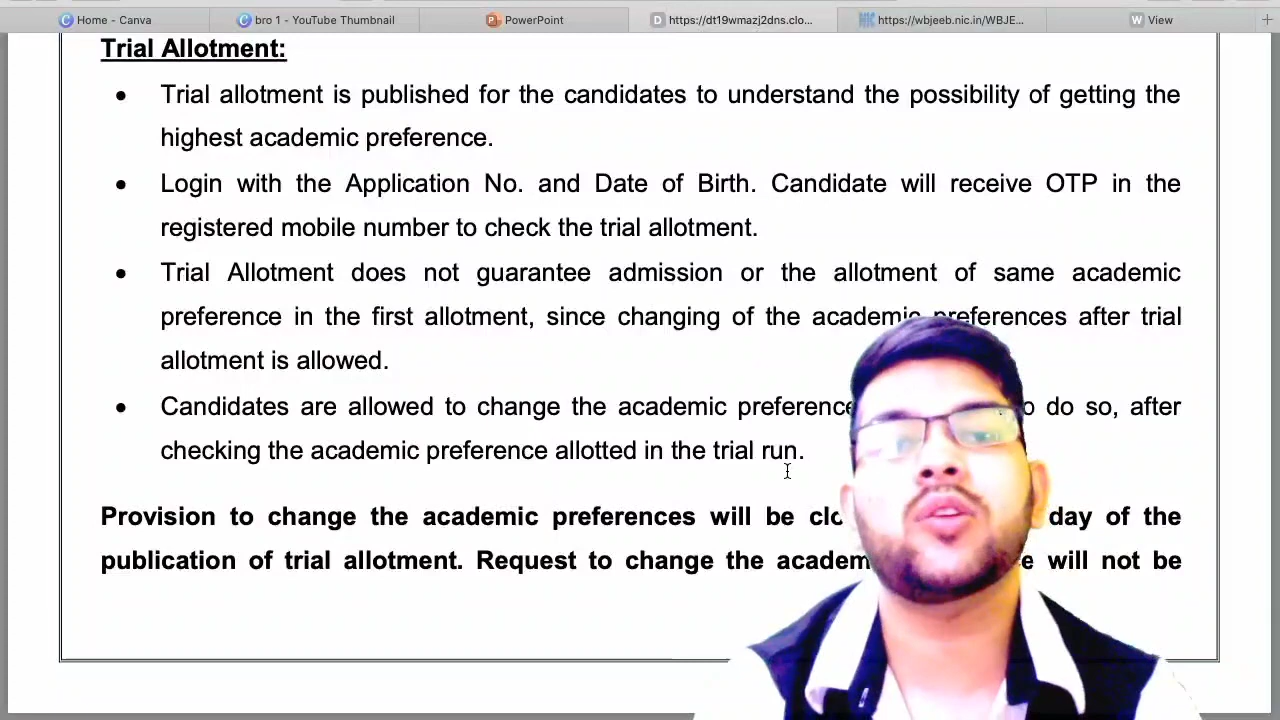 Home - Canva
bro 1 - YouTube Thumbnail
PowerPoint
https://dt19wmazj2dns.clo...
https://wbjeeb.nic.in/WBJE...
View
Trial Allotment:
• Trial allotment is published for the candidates to understand the possibility of getting the
highest academic preference.
• Login with the Application No. and Date of Birth. Candidate will receive OTP in the
registered mobile number to check the trial allotment.
• Trial Allotment does not guarantee admission or the allotment of same academic
preference in the first allotment, since changing of the academic preferences after trial
allotment is allowed.
• Candidates are allowed to change the academic preference do so, after
checking the academic preference allotted in the trial run.
Provision to change the academic preferences will be day of the
publication of trial allotment. Request to change the will not be